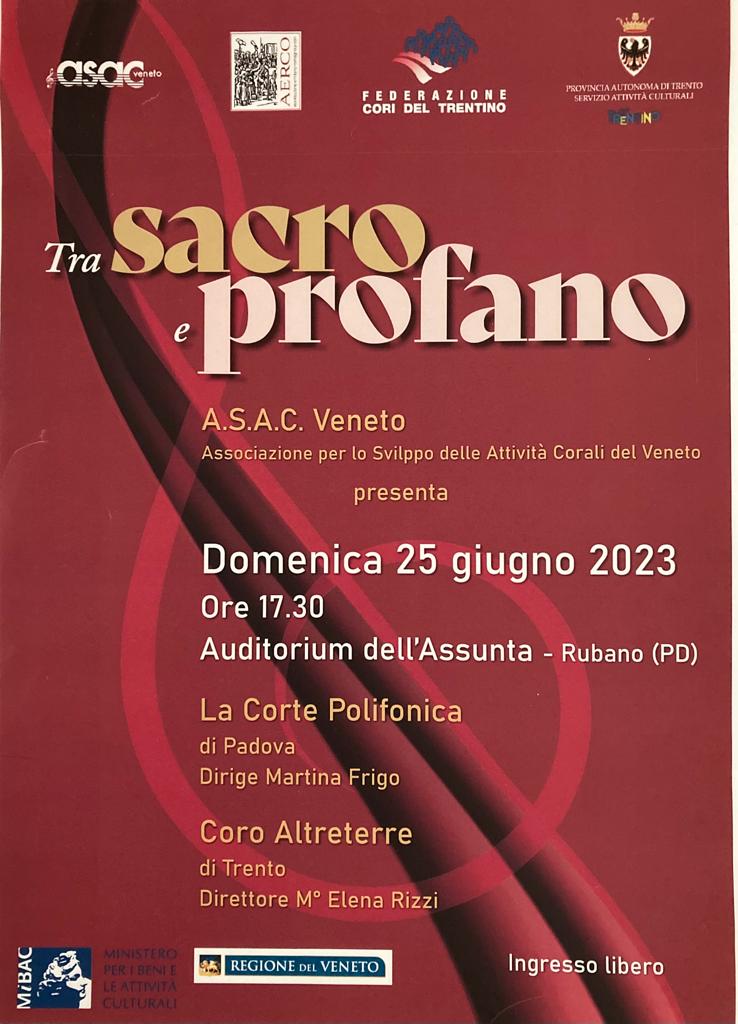 asac veneto
AERCO
FEDERAZIONE
CORI DEL TRENTINO
PROVINCIA AUTONOMA DI TRENTO
SERVIZIO ATTIVITÀ CULTURALI
TRENTINO
Tra sacro
e profano
A.S.A.C. Veneto
Associazione per lo Svilppo delle Attività Corali del Veneto
presenta
Domenica 25 giugno 2023
Ore 17.30
Auditorium dell'Assunta - Rubano (PD)
La Corte Polifonica
di Padova
Dirige Martina Frigo
Coro Altreterre
di Trento
Direttore M° Elena Rizzi
MiBAC
MINISTERO
PER I BENI E
LE ATTIVITÀ
CULTURALI
REGIONE DEL VENETO
Ingresso libero